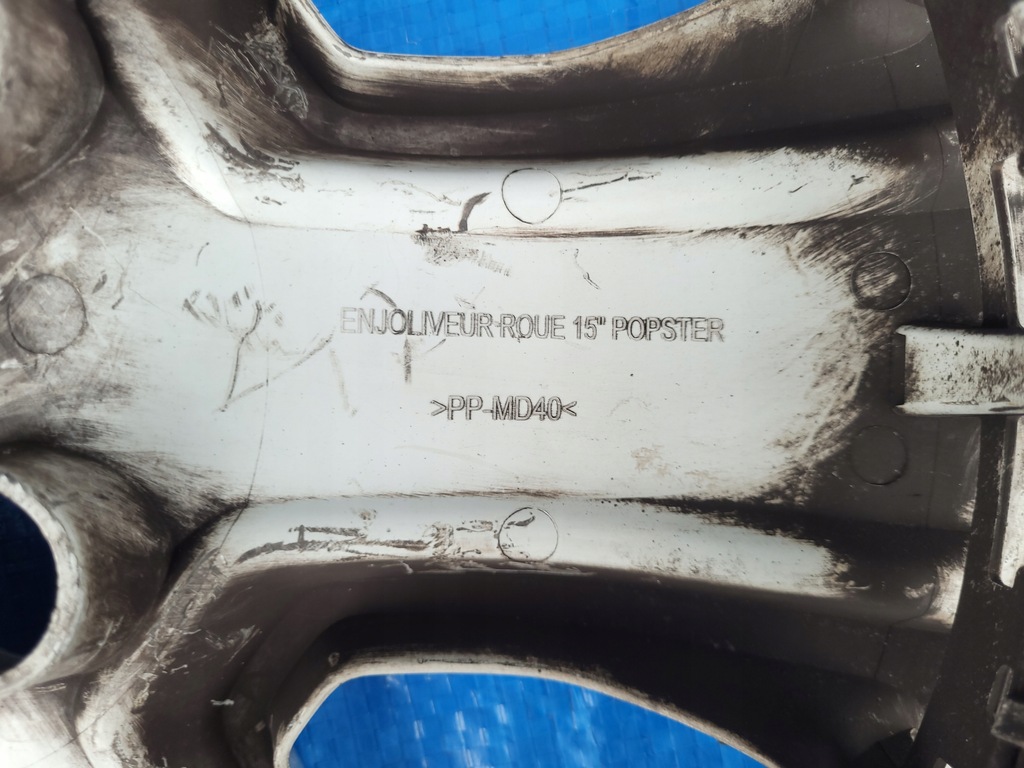 ENJOLIVEUR ROUE 15" POPSTER
>PP-MD40<